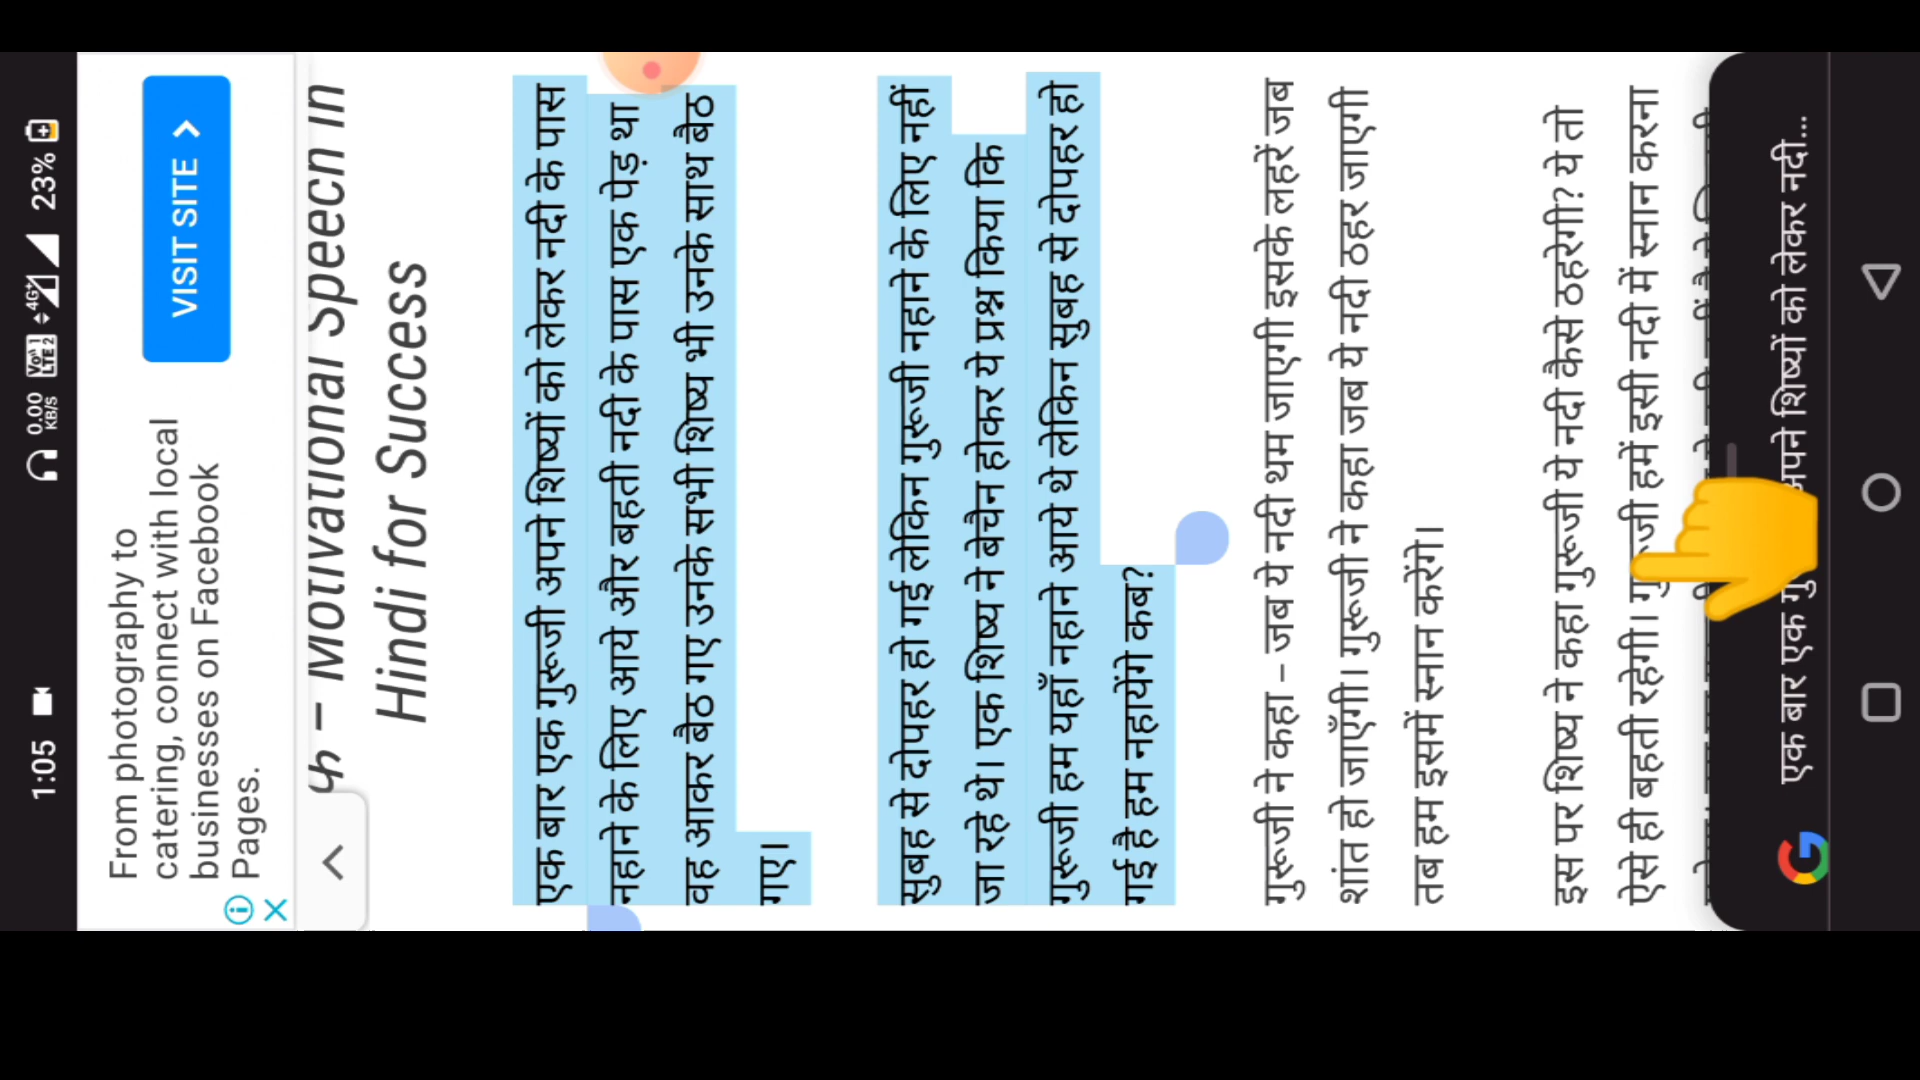 1:05
0.00
KB/s
Vo 1
LTE 2
4G+
23%
From photography to
catering, connect with local
businesses on Facebook
Pages.
VISIT SITE
– Motivational Speech in
Hindi for Success
एक बार एक गुरूजी अपने शिष्यों को लेकर नदी के पास
नहाने के लिए आये और बहती नदी के पास एक पेड़ था
वह आकर बैठ गए उनके सभी शिष्य भी उनके साथ बैठ
गए।
सुबह से दोपहर हो गई लेकिन गुरूजी नहाने के लिए नहीं
जा रहे थे। एक शिष्य ने बेचैन होकर ये प्रश्न किया कि
गुरूजी हम यहाँ नहाने आये थे लेकिन सुबह से दोपहर हो
गई है हम नहायेंगे कब?
गुरूजी ने कहा – जब ये नदी थम जाएगी इसके लहरें जब
शांत हो जाएँगी। गुरूजी ने कहा जब ये नदी ठहर जाएगी
तब हम इसमें स्नान करेंगे।
इस पर शिष्य ने कहा गुरूजी ये नदी कैसे ठहरेगी? ये तो
ऐसे ही बहती रहेगी। हमें इसी नदी में स्नान करना
G एक बार एक अपने शिष्यों को लेकर नदी...